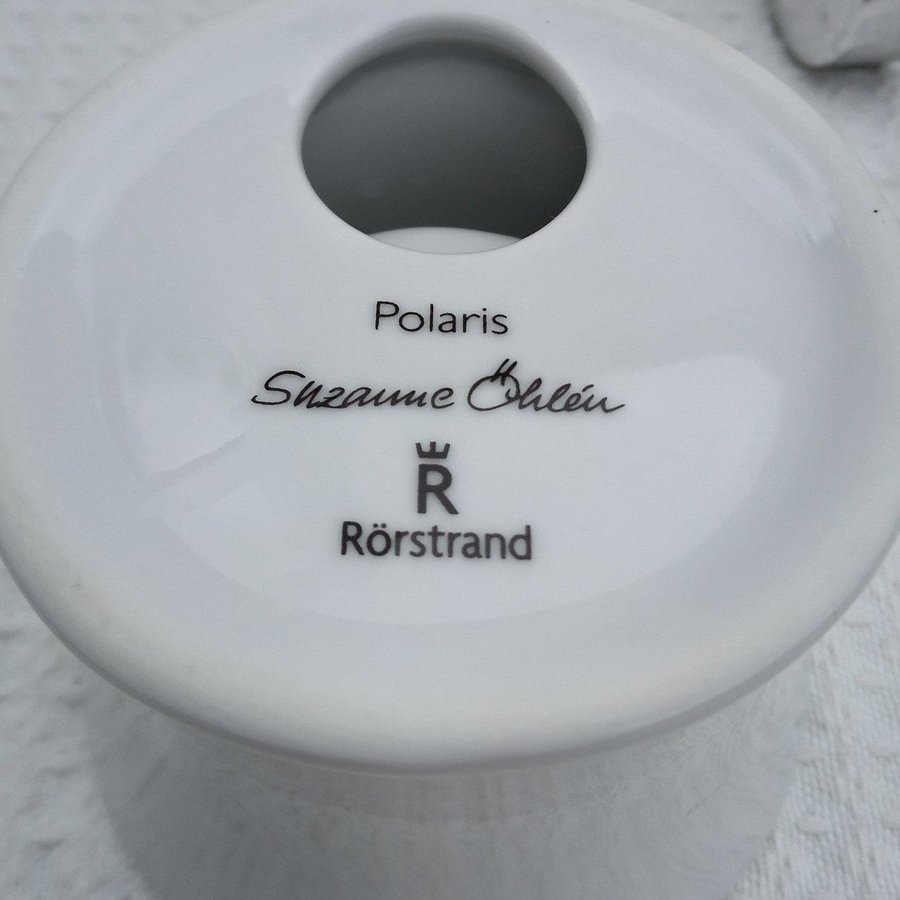 Polaris
Suzanne Öhlén
R
Rörstrand